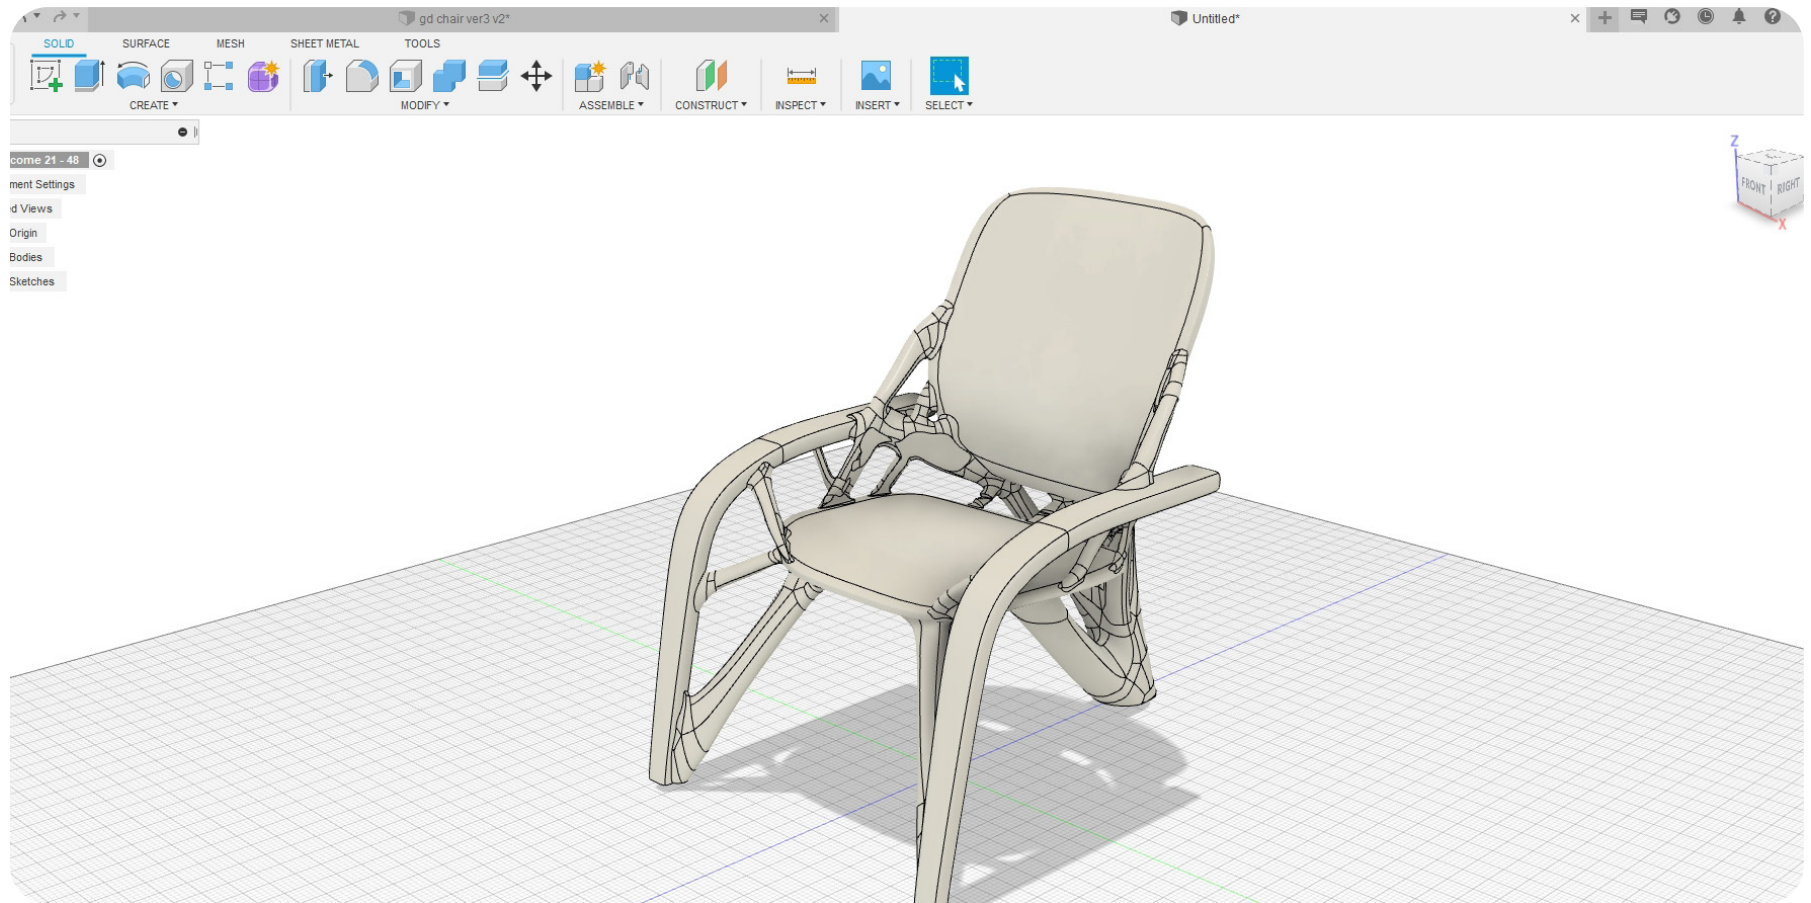 gd chair ver3 v2*
Untitled*
SOLID SURFACE MESH SHEET METAL TOOLS
CREATE MODIFY ASSEMBLE CONSTRUCT INSPECT INSERT SELECT
come 21 - 48
ment Settings
d Views
Origin
Bodies
Sketches
Z
FRONT RIGHT
X